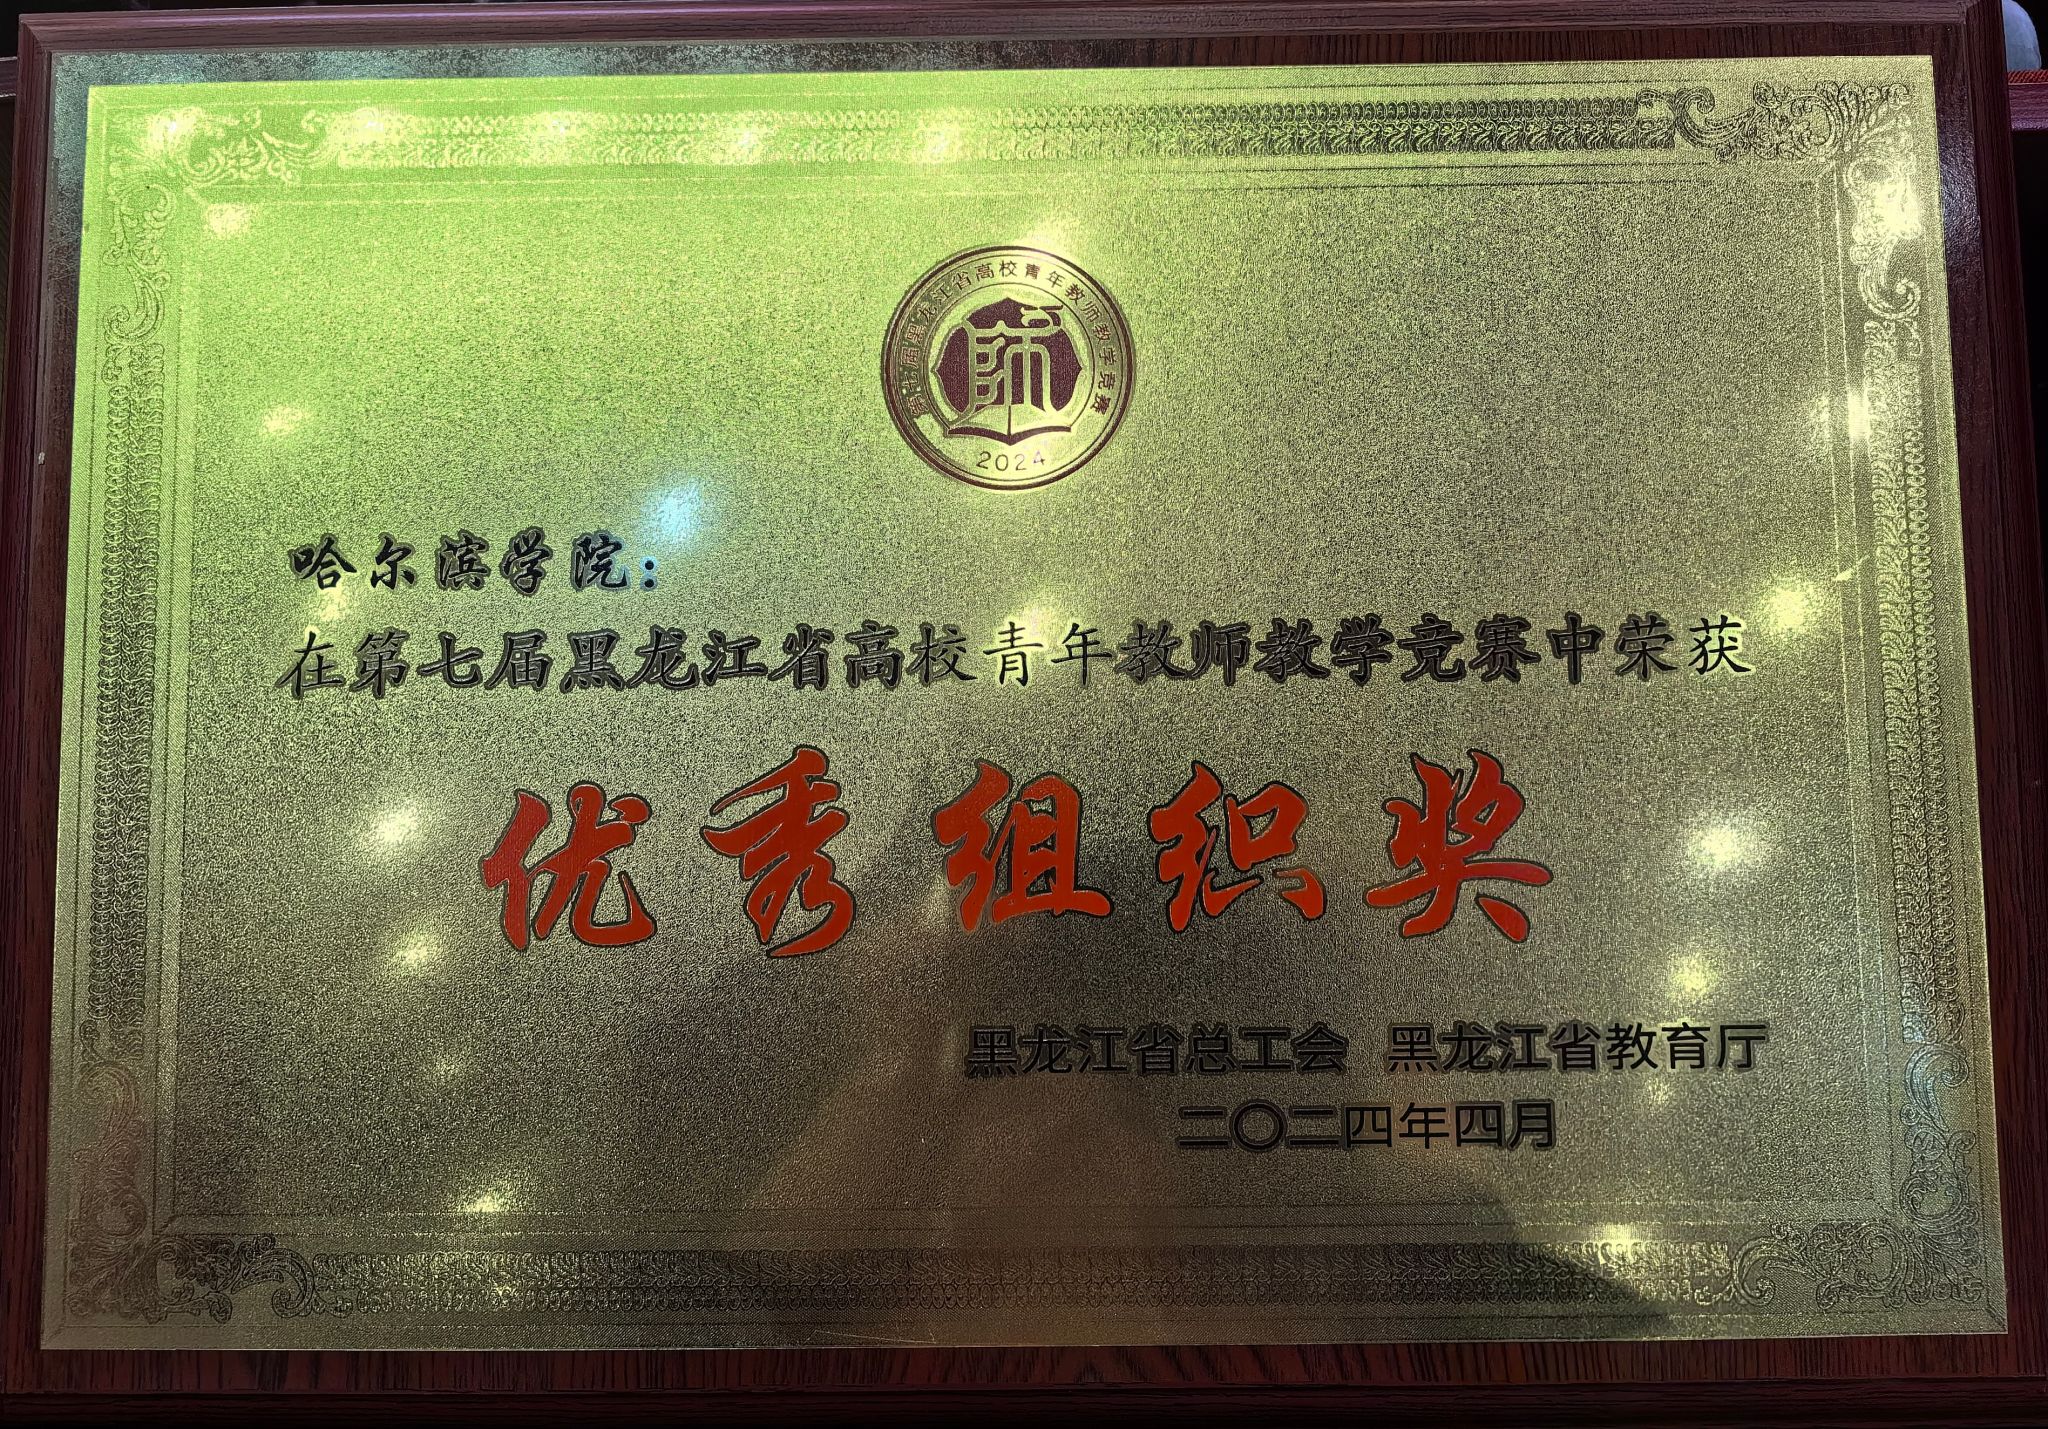 第七届黑龙江省高校青年教师教学竞赛
師
2024
哈尔滨学院：
在第七届黑龙江省高校青年教师教学竞赛中荣获
优秀组织奖
黑龙江省总工会 黑龙江省教育厅
二〇二四年四月